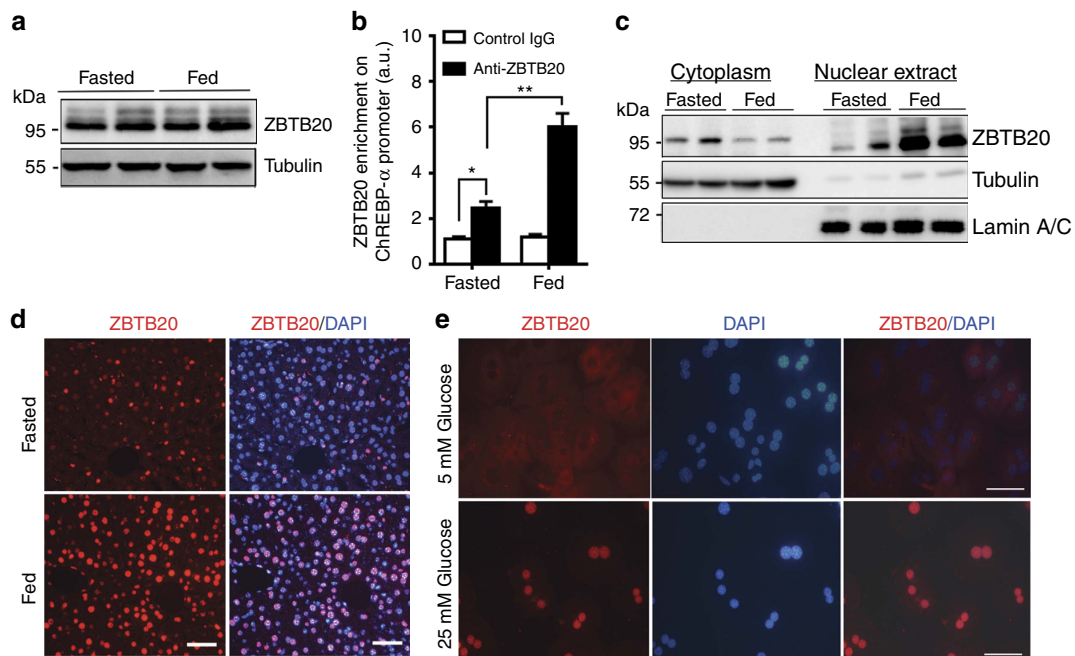 a
Fasted Fed
kDa
95
55
ZBTB20
Tubulin
b
ZBTB20 enrichment on
ChREBP-α promoter (a.u.)
10
8
6
4
2
0
Control IgG
Anti-ZBTB20
*
**
Fasted Fed
c
Cytoplasm Nuclear extract
Fasted Fed Fasted Fed
kDa
95
55
72
ZBTB20
Tubulin
Lamin A/C
d
ZBTB20 ZBTB20/DAPI
Fasted
Fed
e
ZBTB20 DAPI ZBTB20/DAPI
5 mM Glucose
25 mM Glucose